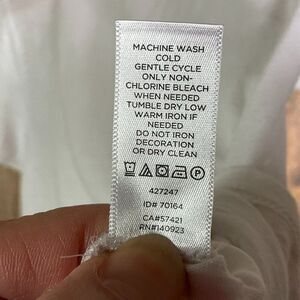 MACHINE WASH
COLD
GENTLE CYCLE
ONLY NON-
CHLORINE BLEACH
WHEN NEEDED
TUMBLE DRY LOW
WARM IRON IF
NEEDED
DO NOT IRON
DECORATION
OR DRY CLEAN
427247
ID# 70164
CA#57421
RN#140923